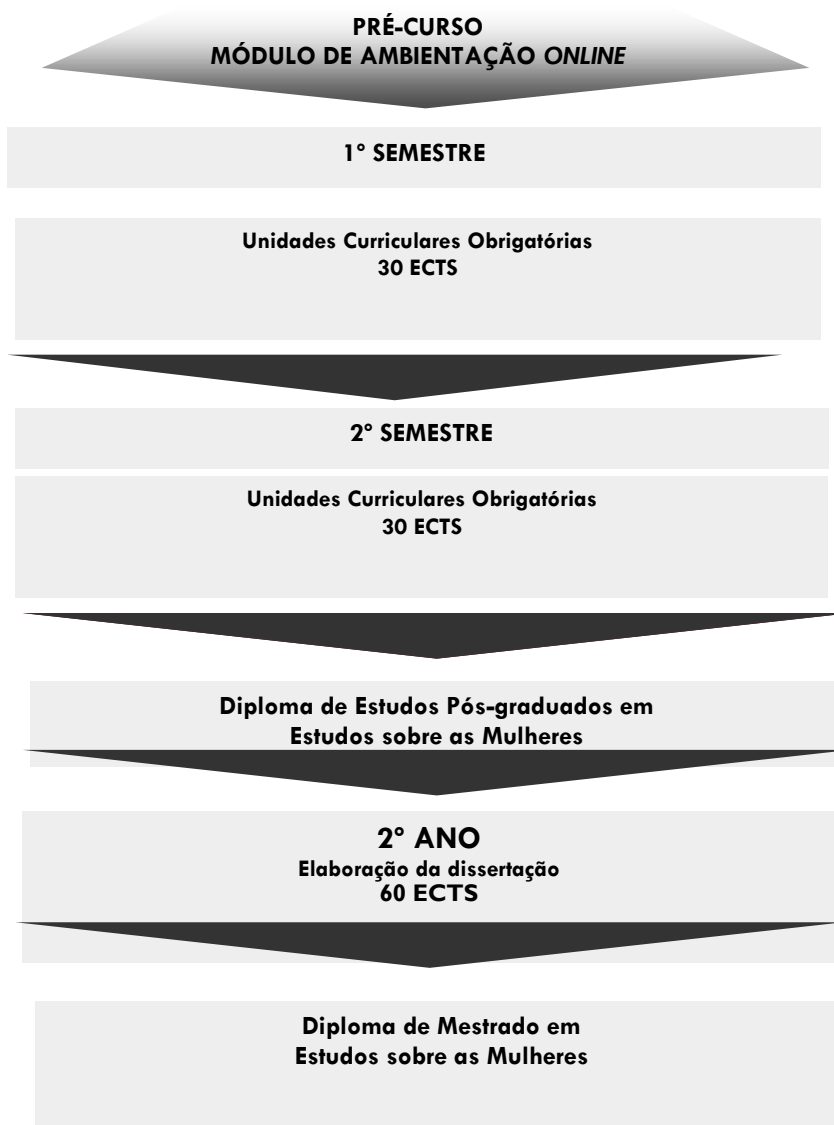 PRÉ-CURSO
MÓDULO DE AMBIENTAÇÃO ONLINE
1º SEMESTRE
Unidades Curriculares Obrigatórias
30 ECTS
2º SEMESTRE
Unidades Curriculares Obrigatórias
30 ECTS
Diploma de Estudos Pós-graduados em
Estudos sobre as Mulheres
2º ANO
Elaboração da dissertação
60 ECTS
Diploma de Mestrado em
Estudos sobre as Mulheres